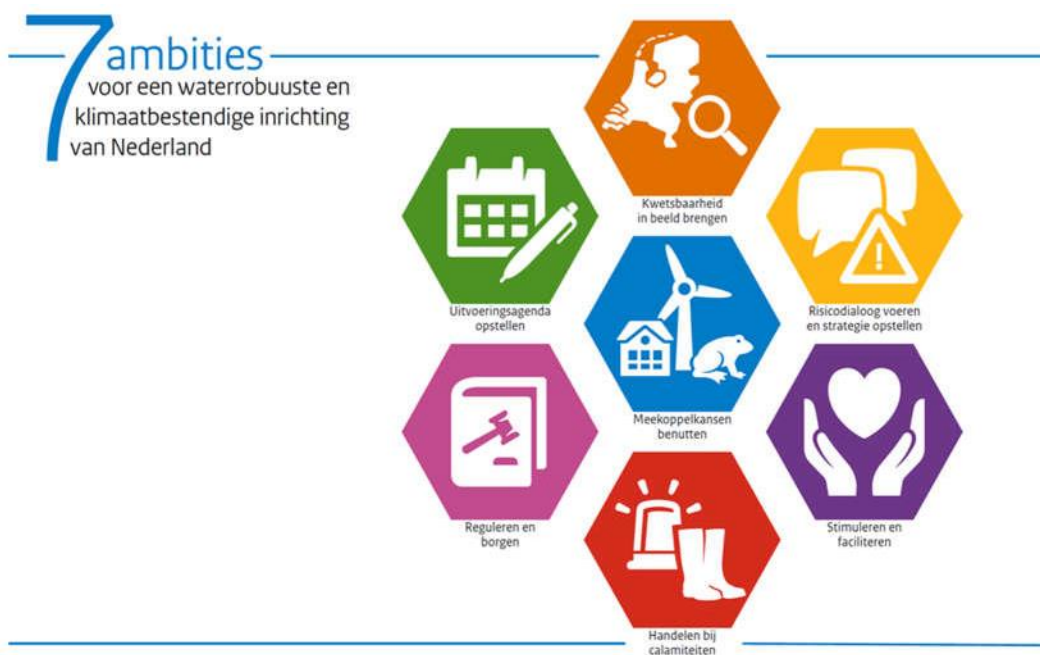 7 ambities
voor een waterrobuuste en
klimaatbestendige inrichting
van Nederland
Kwetsbaarheid
in beeld brengen
Uitvoeringsagenda
opstellen
Risicodialoog voeren
en strategie opstellen
Meekoppelkansen
benutten
Reguleren en
borgen
Stimuleren en
faciliteren
Handelen bij
calamiteiten